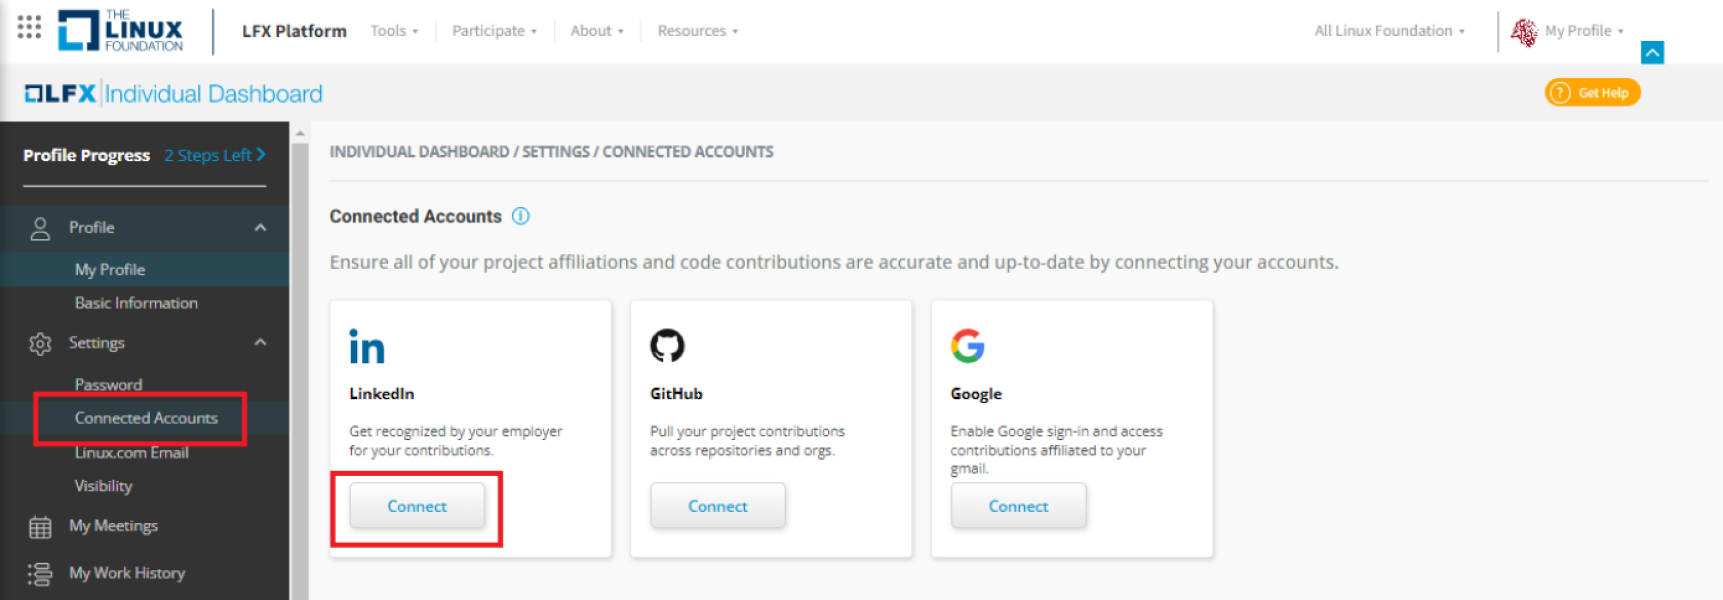 THE
LINUX
FOUNDATION
LFX Platform
Tools
Participate
About
Resources
All Linux Foundation
My Profile
LFX Individual Dashboard
? Get Help
Profile Progress 2 Steps Left
INDIVIDUAL DASHBOARD / SETTINGS / CONNECTED ACCOUNTS
Profile
My Profile
Basic Information
Settings
Password
Connected Accounts
Linux.com Email
Visibility
My Meetings
My Work History
Connected Accounts
Ensure all of your project affiliations and code contributions are accurate and up-to-date by connecting your accounts.
in
LinkedIn
Get recognized by your employer
for your contributions.
Connect
GitHub
Pull your project contributions
across repositories and orgs.
Connect
G
Google
Enable Google sign-in and access
contributions affiliated to your
gmail.
Connect